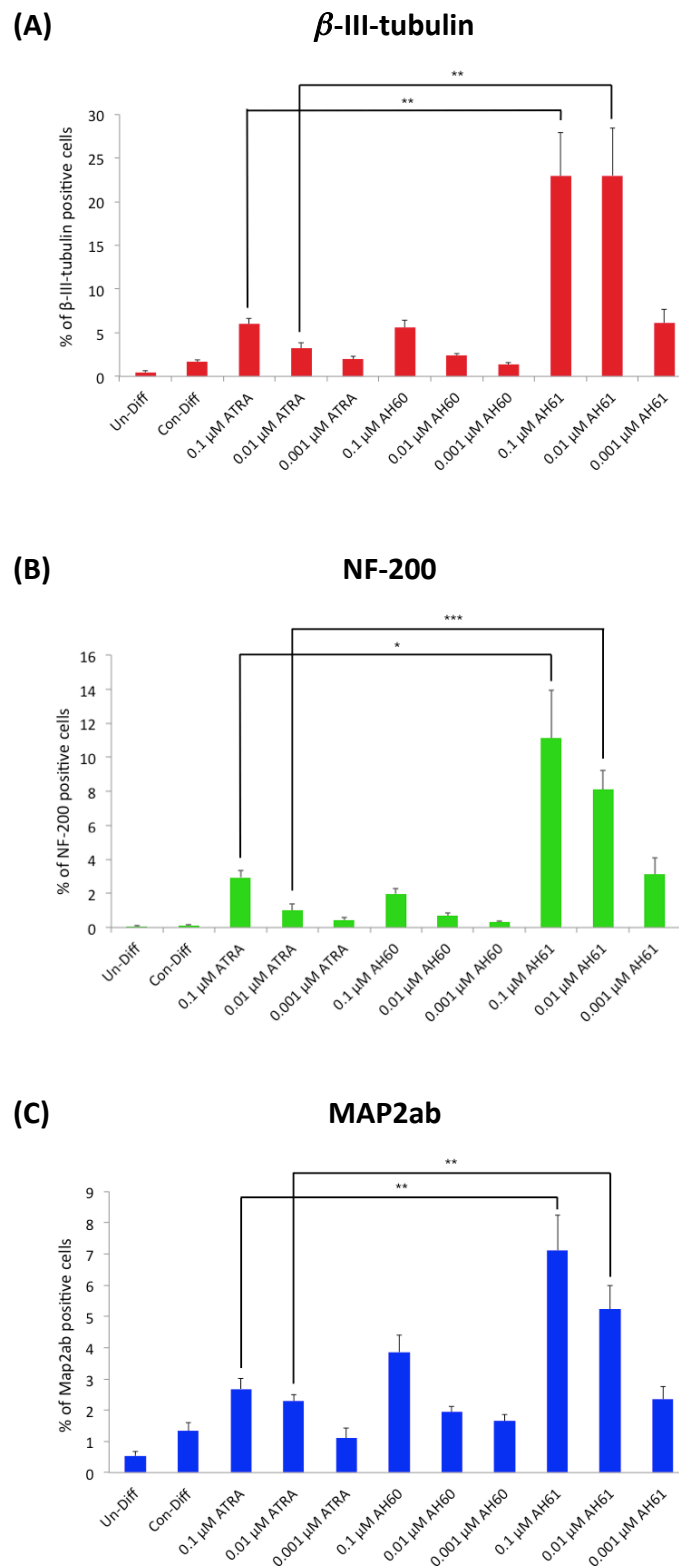 (A)
β-III-tubulin
**
**
30
25
20
15
10
5
0
% of β-III-tubulin positive cells
Un-Diff
Con-Diff
0.1 μM ATRA
0.01 μM ATRA
0.001 μM ATRA
0.1 μM AH60
0.01 μM AH60
0.001 μM AH60
0.1 μM AH61
0.01 μM AH61
0.001 μM AH61
(B)
NF-200
***
*
16
14
12
10
8
6
4
2
0
% of NF-200 positive cells
Un-Diff
Con-Diff
0.1 μM ATRA
0.01 μM ATRA
0.001 μM ATRA
0.1 μM AH60
0.01 μM AH60
0.001 μM AH60
0.1 μM AH61
0.01 μM AH61
0.001 μM AH61
(C)
MAP2ab
**
**
9
8
7
6
5
4
3
2
1
0
% of Map2ab positive cells
Un-Diff
Con-Diff
0.1 μM ATRA
0.01 μM ATRA
0.001 μM ATRA
0.1 μM AH60
0.01 μM AH60
0.001 μM AH60
0.1 μM AH61
0.01 μM AH61
0.001 μM AH61